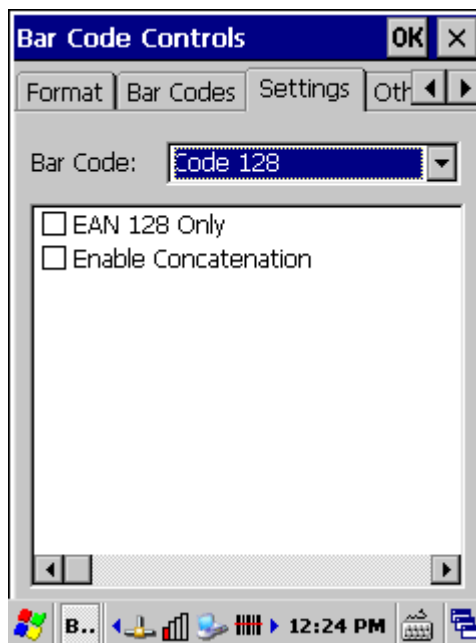 Bar Code Controls OK
Format Bar Codes Settings Oth
Bar Code: Code 128
EAN 128 Only
Enable Concatenation
B.. 12:24 PM